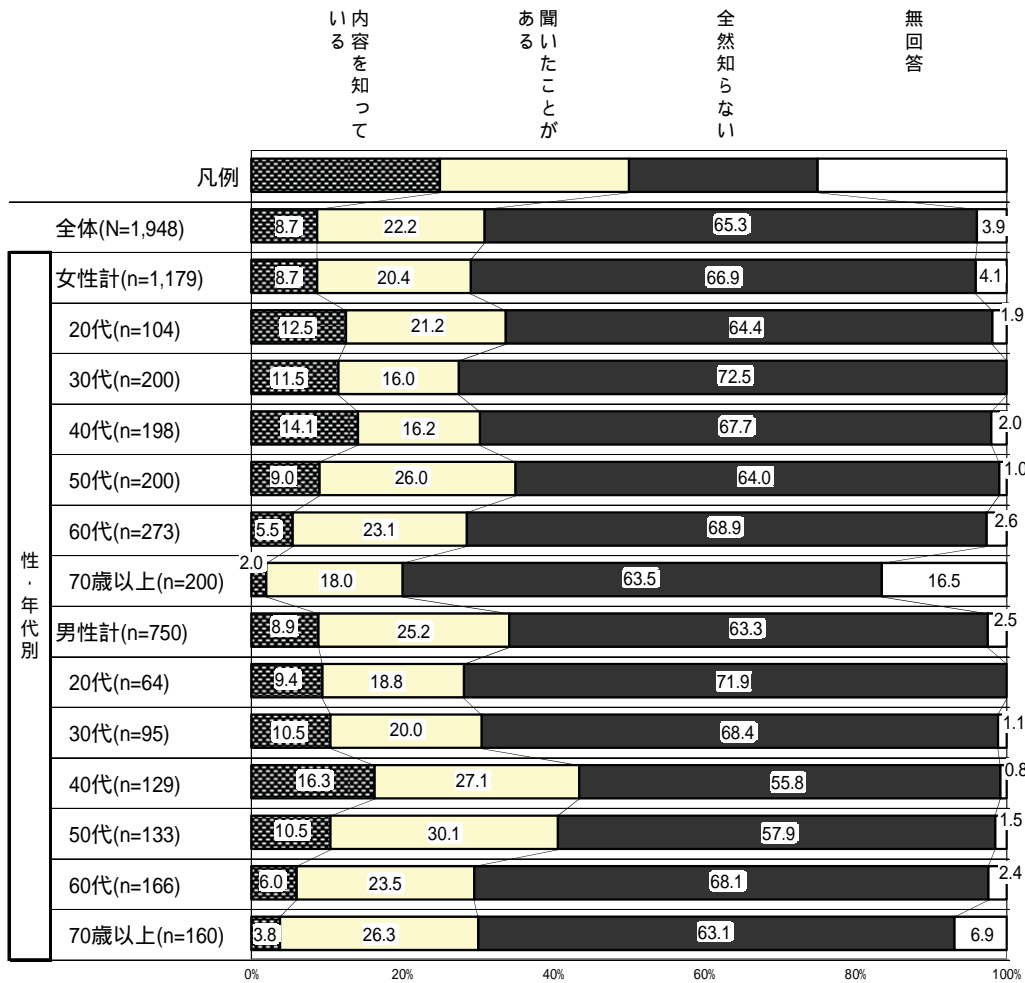 内容を知って
いる
聞いたことが
ある
全然知らない
無回答
凡例
全体(N=1,948) 8.7 22.2 65.3 3.9
性・年代別
女性計(n=1,179) 8.7 20.4 66.9 4.1
20代(n=104) 12.5 21.2 64.4 1.9
30代(n=200) 11.5 16.0 72.5
40代(n=198) 14.1 16.2 67.7 2.0
50代(n=200) 9.0 26.0 64.0 1.0
60代(n=273) 5.5 23.1 68.9 2.6
70歳以上(n=200) 2.0 18.0 63.5 16.5
男性計(n=750) 8.9 25.2 63.3 2.5
20代(n=64) 9.4 18.8 71.9
30代(n=95) 10.5 20.0 68.4 1.1
40代(n=129) 16.3 27.1 55.8 0.8
50代(n=133) 10.5 30.1 57.9 1.5
60代(n=166) 6.0 23.5 68.1 2.4
70歳以上(n=160) 3.8 26.3 63.1 6.9
0% 20% 40% 60% 80% 100%